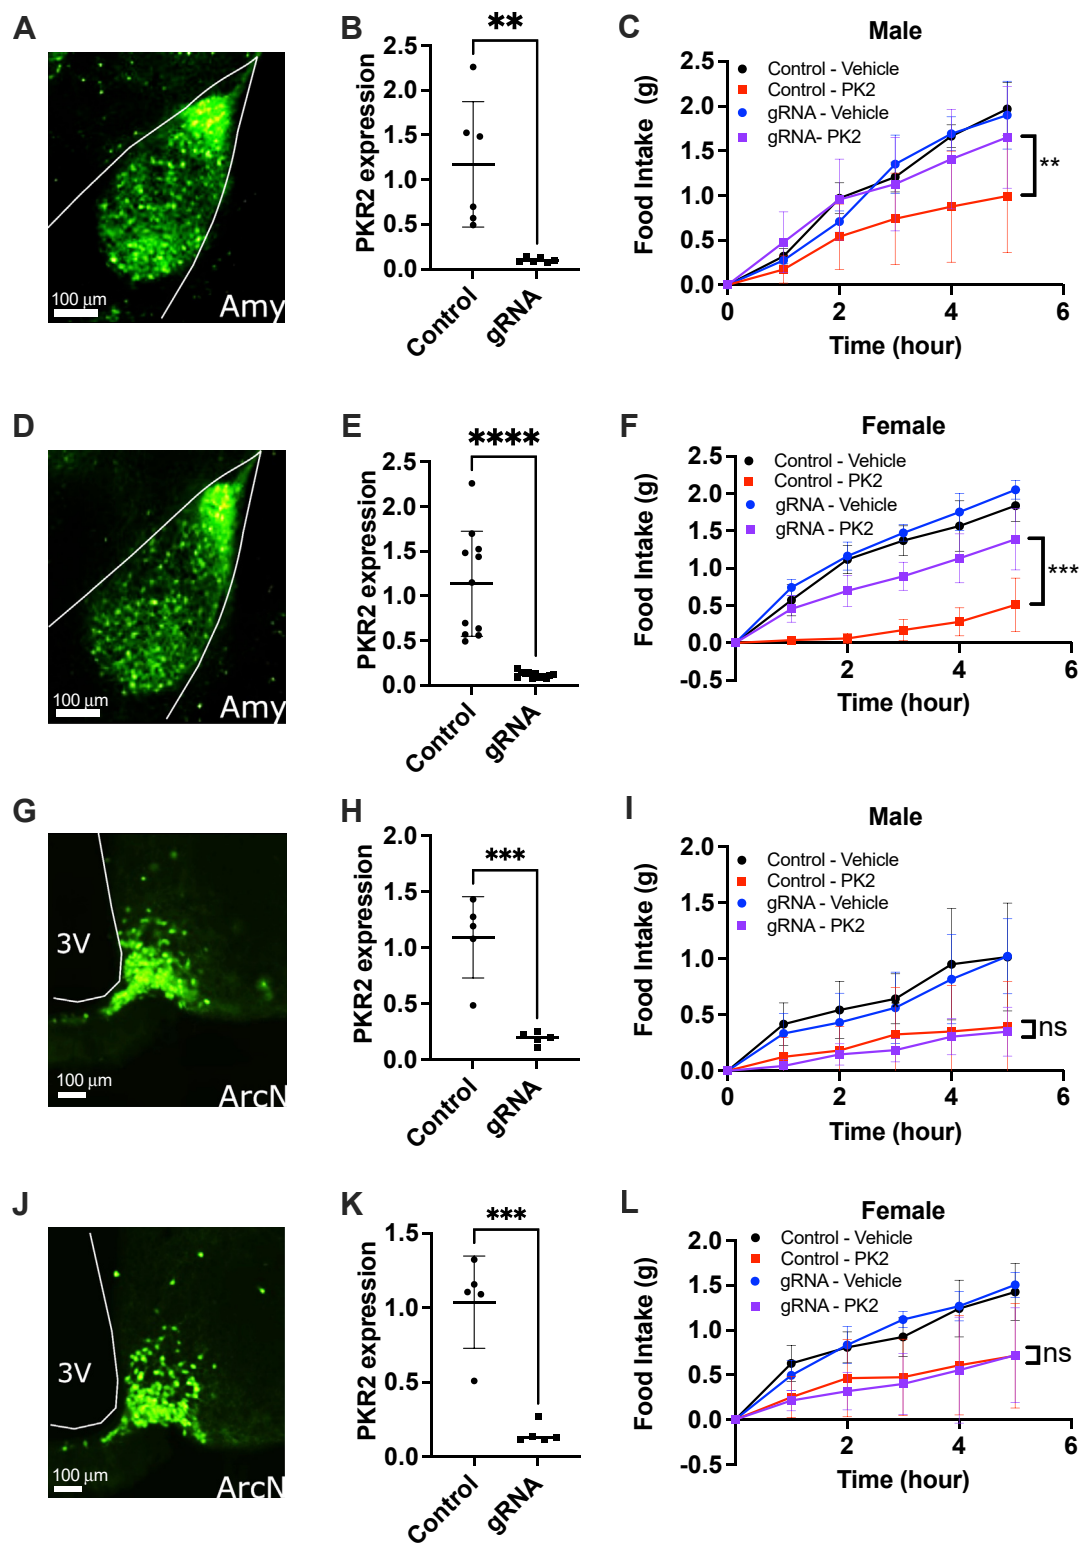 A
100 µm
Amy
B
**
PKR2 expression
2.5
2.0
1.5
1.0
0.5
0.0
Control
gRNA
C
Male
Control - Vehicle
Control - PK2
gRNA - Vehicle
gRNA- PK2
Food Intake (g)
2.5
2.0
1.5
1.0
0.5
0.0
**
0 2 4 6
Time (hour)
D
100 µm
Amy
E
****
PKR2 expression
2.5
2.0
1.5
1.0
0.5
0.0
Control
gRNA
F
Female
Control - Vehicle
Control - PK2
gRNA - Vehicle
gRNA - PK2
Food Intake (g)
2.5
2.0
1.5
1.0
0.5
0.0
-0.5
***
2 4 6
Time (hour)
G
3V
100 µm
ArcN
H
***
PKR2 expression
2.0
1.5
1.0
0.5
0.0
Control
gRNA
I
Male
Control - Vehicle
Control - PK2
gRNA - Vehicle
gRNA - PK2
Food Intake (g)
2.0
1.5
1.0
0.5
0.0
ns
0 2 4 6
Time (hour)
J
3V
100 µm
ArcN
K
***
PKR2 expression
1.5
1.0
0.5
0.0
Control
gRNA
L
Female
Control - Vehicle
Control - PK2
gRNA - Vehicle
gRNA - PK2
Food Intake (g)
2.0
1.5
1.0
0.5
0.0
-0.5
ns
2 4 6
Time (hour)